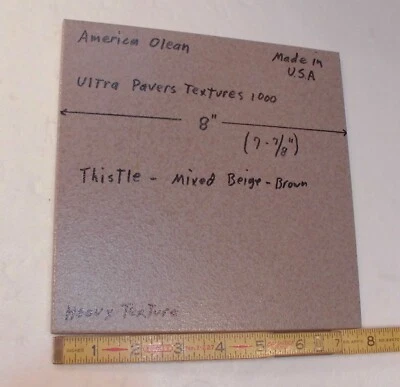 America Olean
Made in
U.S.A
Ultra Pavers Textures 1000
8"
(7-7/8")
Thistle - Mixed Beige-Brown
Heavy Texture
1 2 3 4 5 6 7 8